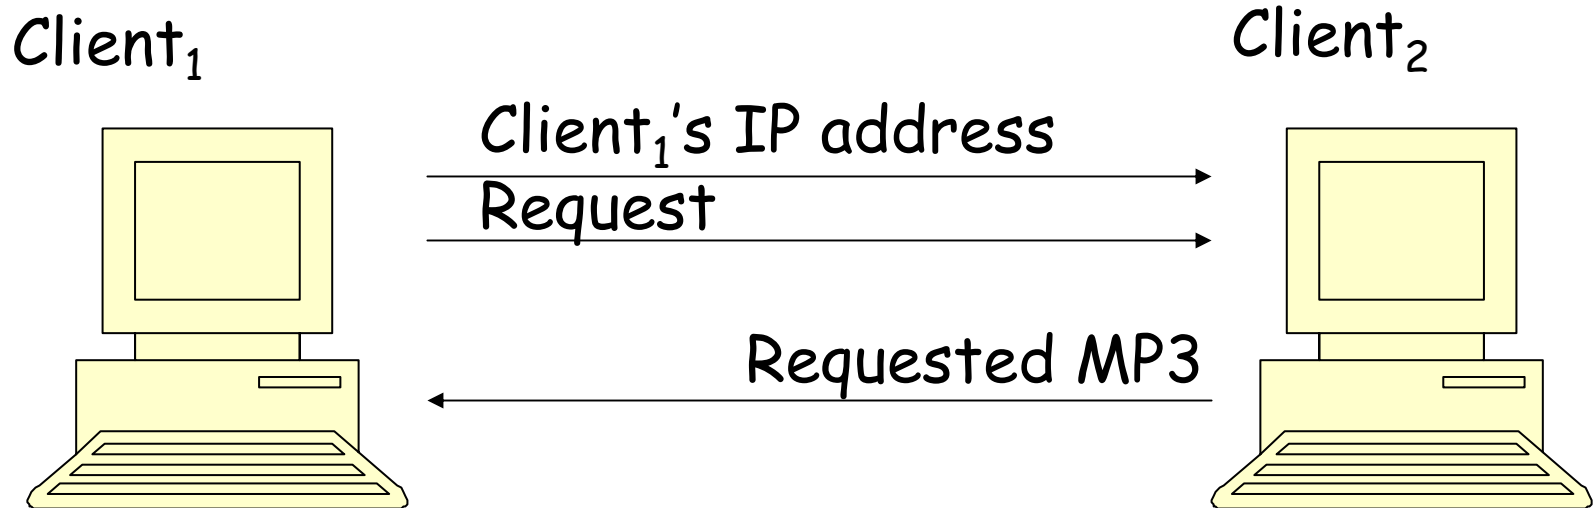 Client₁
Client₂
Client₁'s IP address
Request
Requested MP3